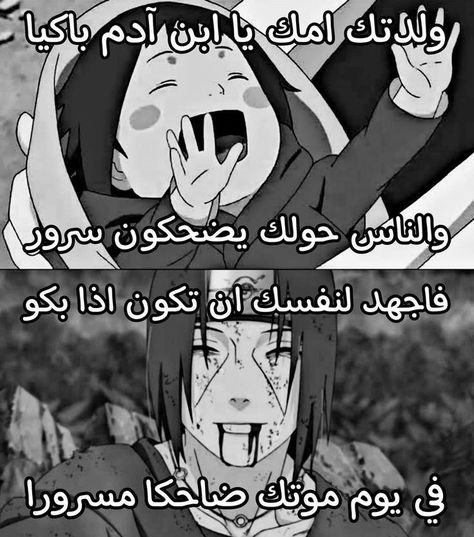 ولدتك امك يا ابن آدم باكيا
والناس حولك يضحكون سرور
فاجهد لنفسك ان تكون اذا بكو
في يوم موتك ضاحكا مسرورا